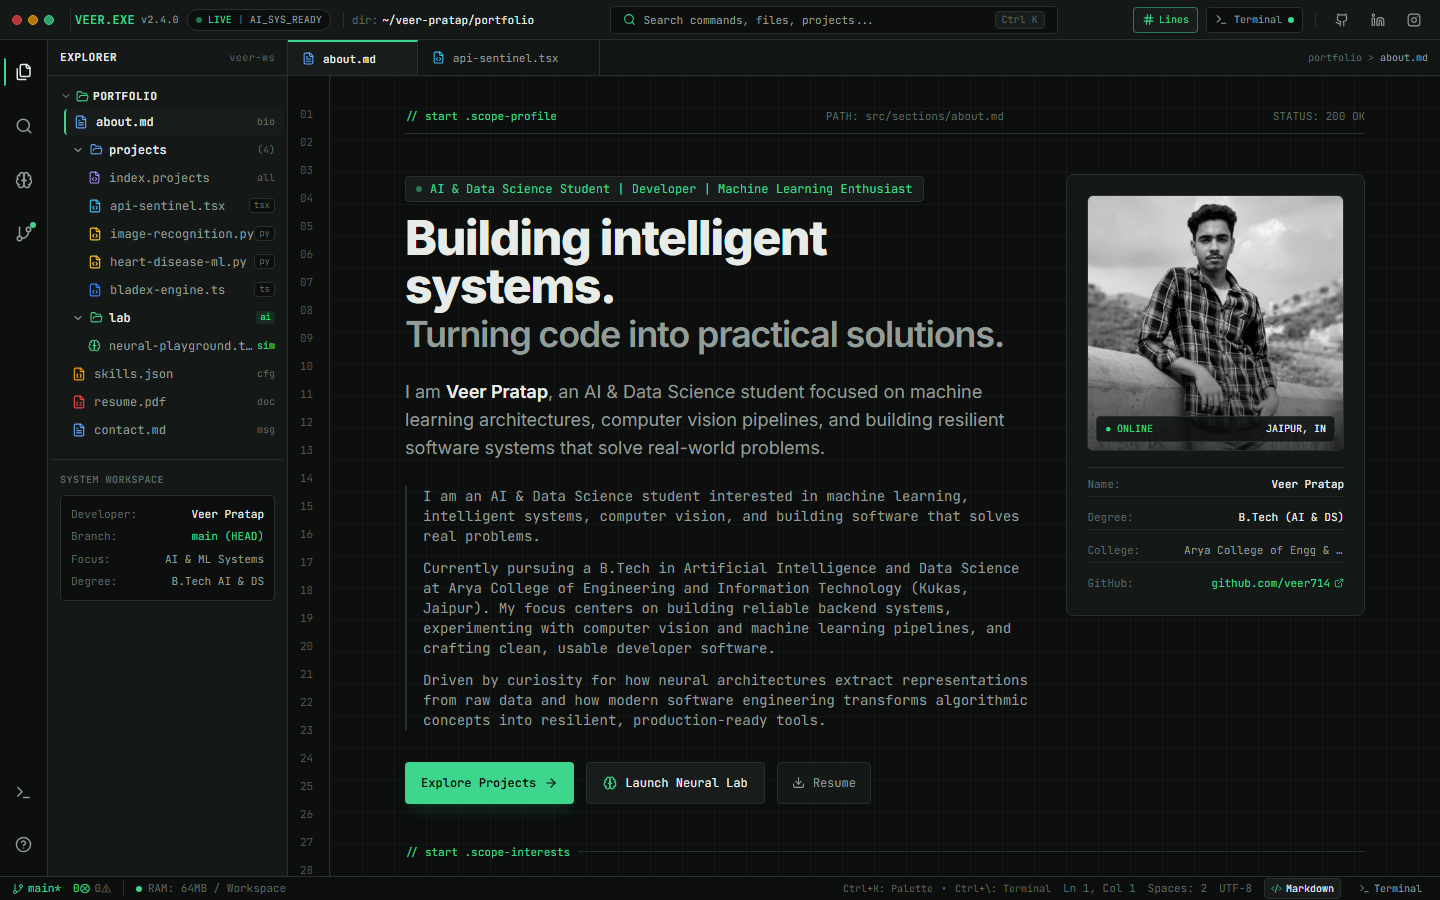 VEER.EXE v2.4.0 LIVE | AI_SYS_READY dir: ~/veer-pratap/portfolio Search commands, files, projects... Ctrl K Lines Terminal
EXPLORER veer-ws
about.md api-sentinel.tsx portfolio > about.md
PORTFOLIO
about.md bio
projects (4)
index.projects all
api-sentinel.tsx tsx
image-recognition.py py
heart-disease-ml.py py
bladex-engine.ts ts
lab ai
neural-playground.t… sim
skills.json cfg
resume.pdf doc
contact.md msg
SYSTEM WORKSPACE
Developer: Veer Pratap
Branch: main (HEAD)
Focus: AI & ML Systems
Degree: B.Tech AI & DS
01
02
03
04
05
06
07
08
09
10
11
12
13
14
15
16
17
18
19
20
21
22
23
24
25
26
27
28
// start .scope-profile PATH: src/sections/about.md STATUS: 200 OK
AI & Data Science Student | Developer | Machine Learning Enthusiast
Building intelligent
systems.
Turning code into practical solutions.
I am Veer Pratap, an AI & Data Science student focused on machine
learning architectures, computer vision pipelines, and building resilient
software systems that solve real-world problems.
I am an AI & Data Science student interested in machine learning,
intelligent systems, computer vision, and building software that solves
real problems.
Currently pursuing a B.Tech in Artificial Intelligence and Data Science
at Arya College of Engineering and Information Technology (Kukas,
Jaipur). My focus centers on building reliable backend systems,
experimenting with computer vision and machine learning pipelines, and
crafting clean, usable developer software.
Driven by curiosity for how neural architectures extract representations
from raw data and how modern software engineering transforms algorithmic
concepts into resilient, production-ready tools.
Explore Projects Launch Neural Lab Resume
// start .scope-interests
ONLINE JAIPUR, IN
Name: Veer Pratap
Degree: B.Tech (AI & DS)
College: Arya College of Engg & …
GitHub: github.com/veer714
main* 0 0 RAM: 64MB / Workspace Ctrl+K: Palette • Ctrl+\: Terminal Ln 1, Col 1 Spaces: 2 UTF-8 Markdown Terminal